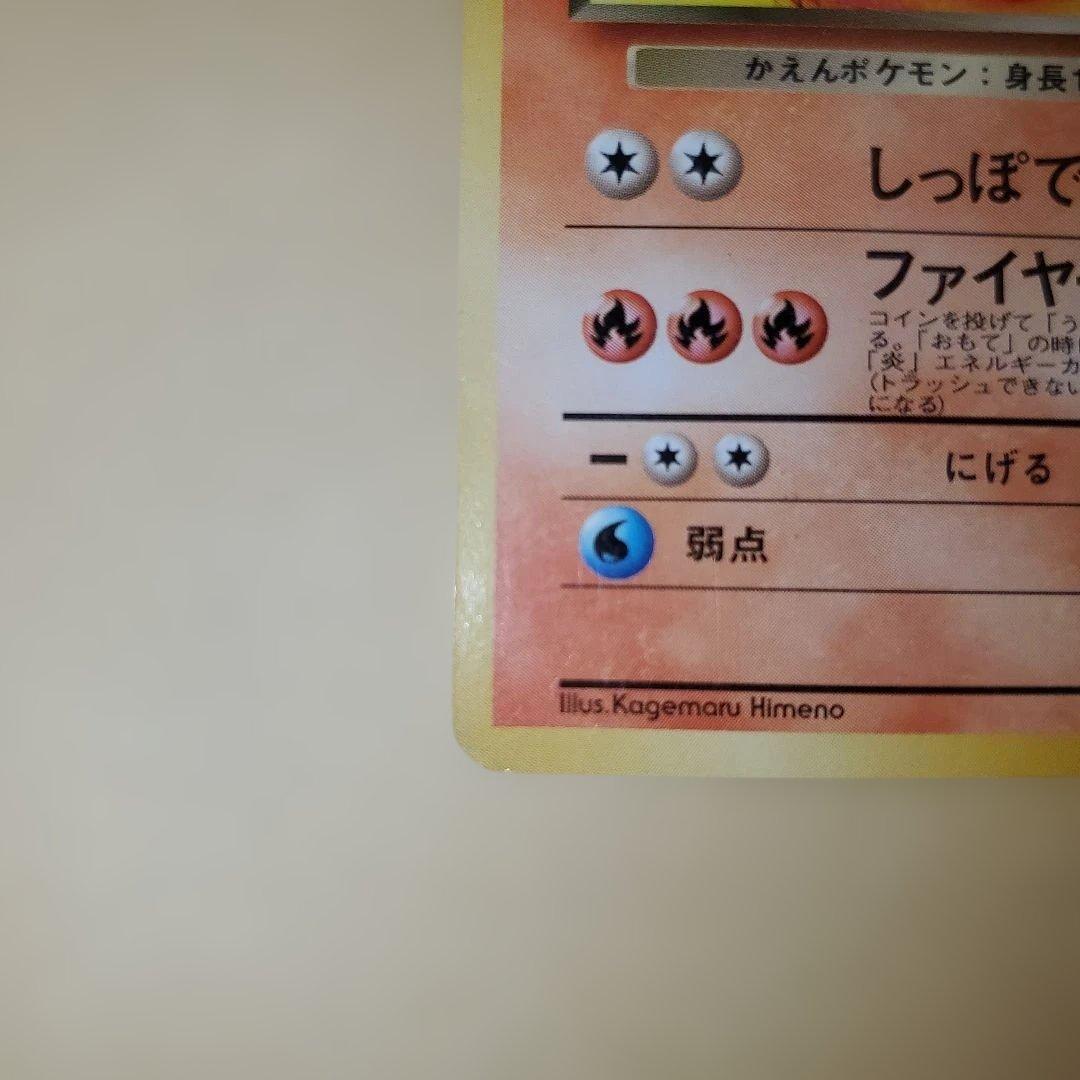 かえんポケモン：身長
しっぽで
ファイヤー
コインを投げて「う
る。「おもて」の時
「炎」エネルギーカ
(トラッシュできない
になる)
にげる
弱点
Illus.Kagemaru Himeno